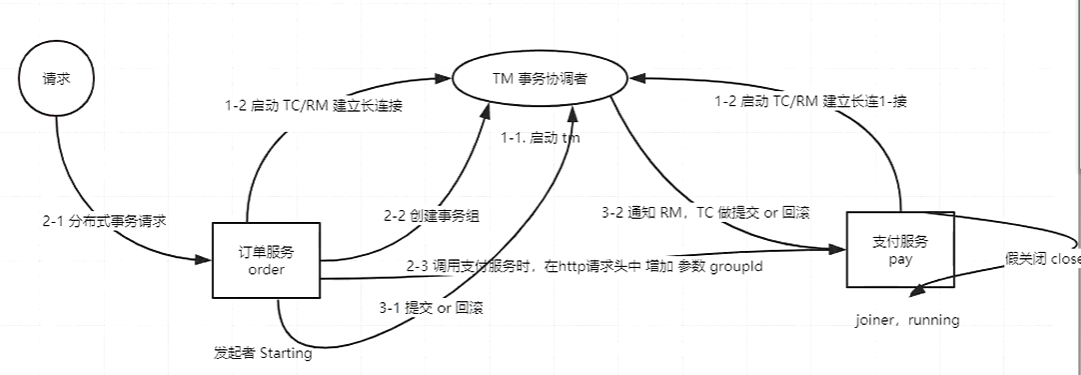 请求
TM 事务协调者
1-2 启动 TC/RM 建立长连接
1-2 启动 TC/RM 建立长连1-接
1-1. 启动 tm
2-1 分布式事务请求
2-2 创建事务组
3-2 通知 RM，TC 做提交 or 回滚
订单服务
order
支付服务
pay
2-3 调用支付服务时，在http请求头中 增加 参数 groupId
假关闭 close
3-1 提交 or 回滚
joiner，running
发起者 Starting